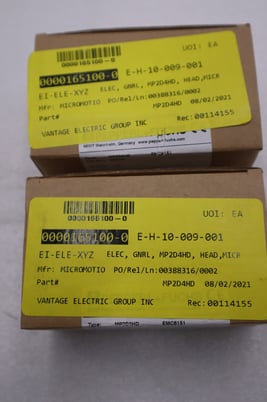 UOI: EA
0000165100-0
0000165100-0 E-H-10-009-001
EI-ELE-XYZ ELEC, GNRL, MP2D4HD, HEAD,MICR
Mfr: MICROMOTIO PO/Rel/Ln:00388316/0002
Part# MP2D4HD 08/02/2021
VANTAGE ELECTRIC GROUP INC Rec:00114155
Mannheim, Germany
UOI: EA
0000165100-0
0000165100-0 E-H-10-009-001
EI-ELE-XYZ ELEC, GNRL, MP2D4HD, HEAD,MICR
Mfr: MICROMOTIO PO/Rel/Ln:00388316/0002
Part# MP2D4HD 08/02/2021
VANTAGE ELECTRIC GROUP INC Rec:00114155